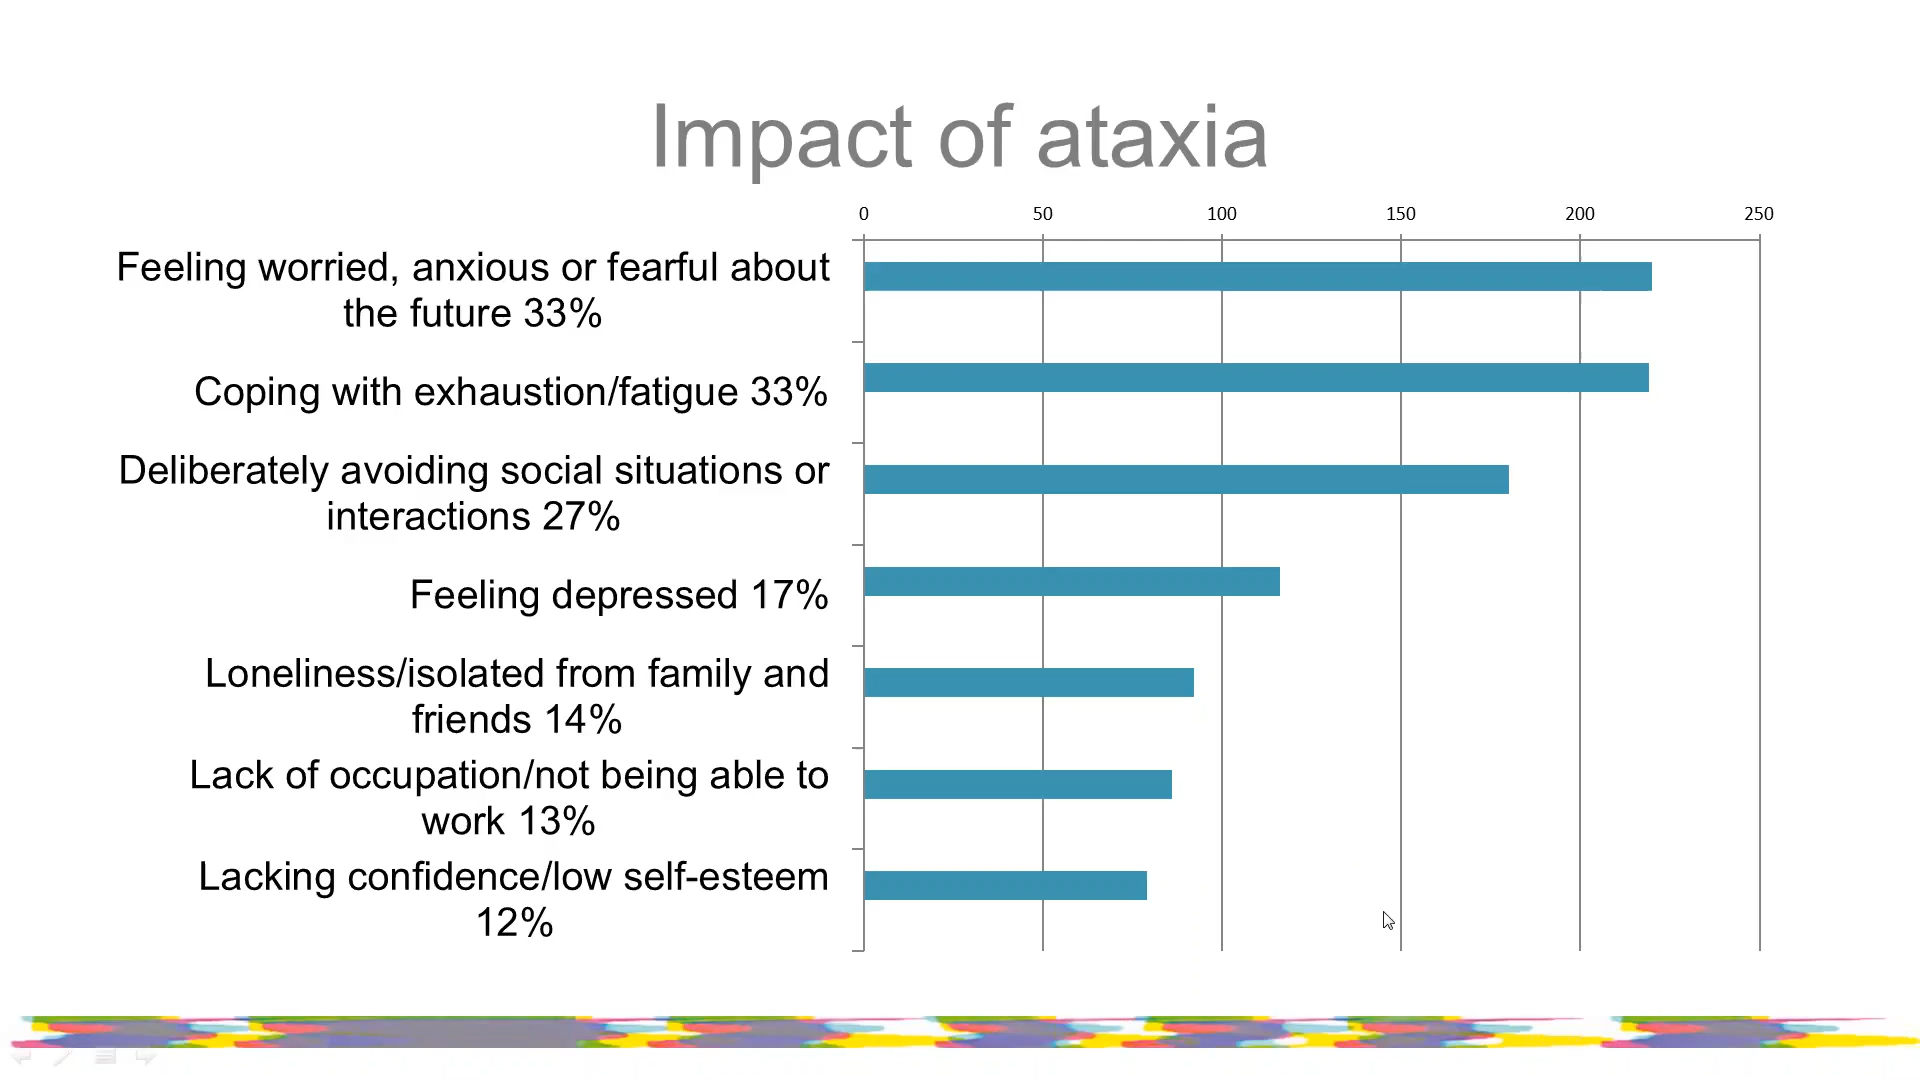 Impact of ataxia
0 50 100 150 200 250
Feeling worried, anxious or fearful about
the future 33%
Coping with exhaustion/fatigue 33%
Deliberately avoiding social situations or
interactions 27%
Feeling depressed 17%
Loneliness/isolated from family and
friends 14%
Lack of occupation/not being able to
work 13%
Lacking confidence/low self-esteem
12%